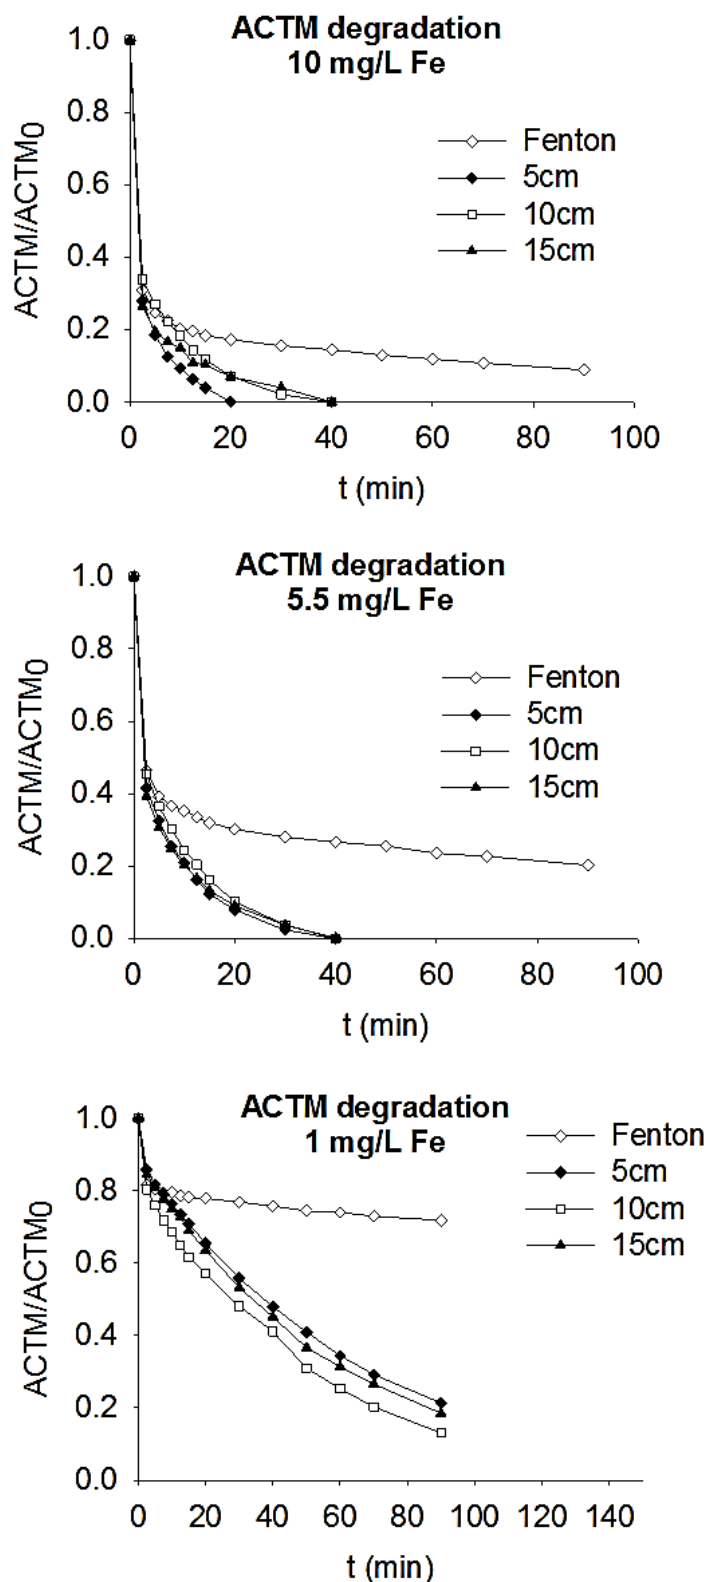 ACTM degradation
10 mg/L Fe
1.0
0.8
0.6
0.4
0.2
0.0
ACTM/ACTM0
Fenton
5cm
10cm
15cm
0 20 40 60 80 100
t (min)
ACTM degradation
5.5 mg/L Fe
1.0
0.8
0.6
0.4
0.2
0.0
ACTM/ACTM0
Fenton
5cm
10cm
15cm
0 20 40 60 80 100
t (min)
ACTM degradation
1 mg/L Fe
1.0
0.8
0.6
0.4
0.2
0.0
ACTM/ACTM0
Fenton
5cm
10cm
15cm
0 20 40 60 80 100 120 140
t (min)